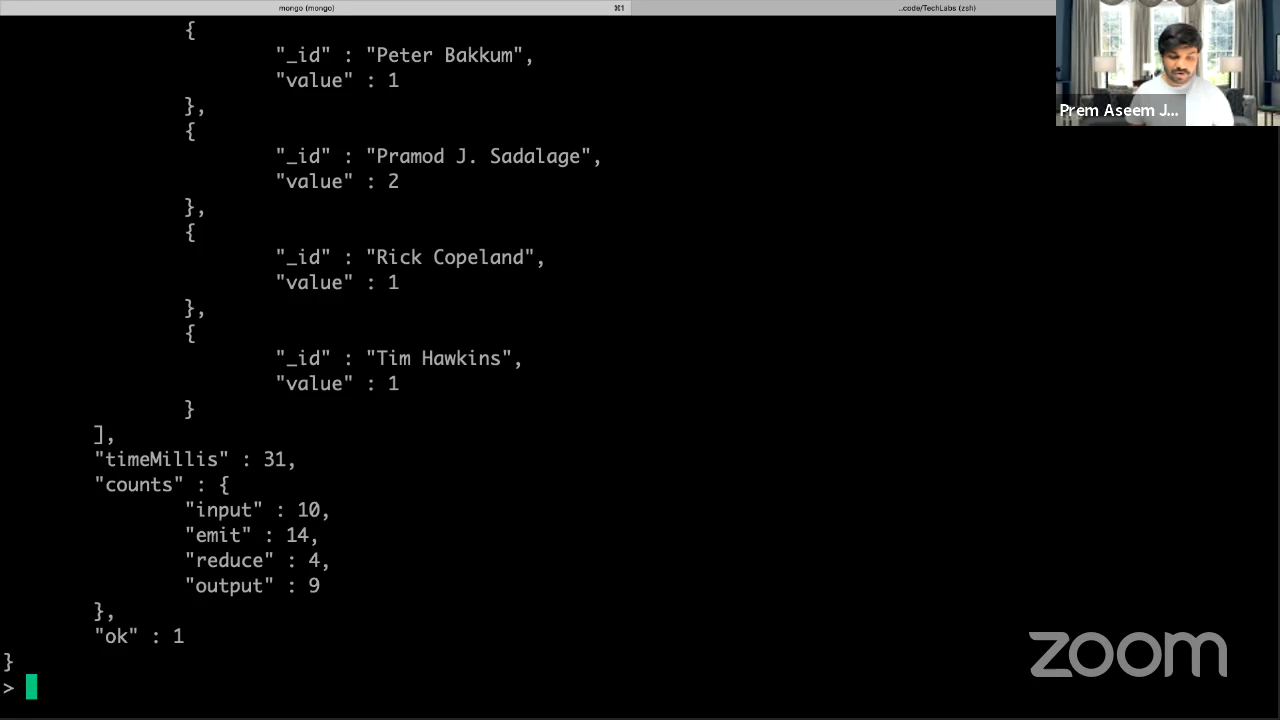 mongo (mongo)
⌘1
..code/TechLabs (zsh)
{
"_id" : "Peter Bakkum",
"value" : 1
},
{
"_id" : "Pramod J. Sadalage",
"value" : 2
},
{
"_id" : "Rick Copeland",
"value" : 1
},
{
"_id" : "Tim Hawkins",
"value" : 1
}
],
"timeMillis" : 31,
"counts" : {
"input" : 10,
"emit" : 14,
"reduce" : 4,
"output" : 9
},
"ok" : 1
}
>
Prem Aseem J...
zoom